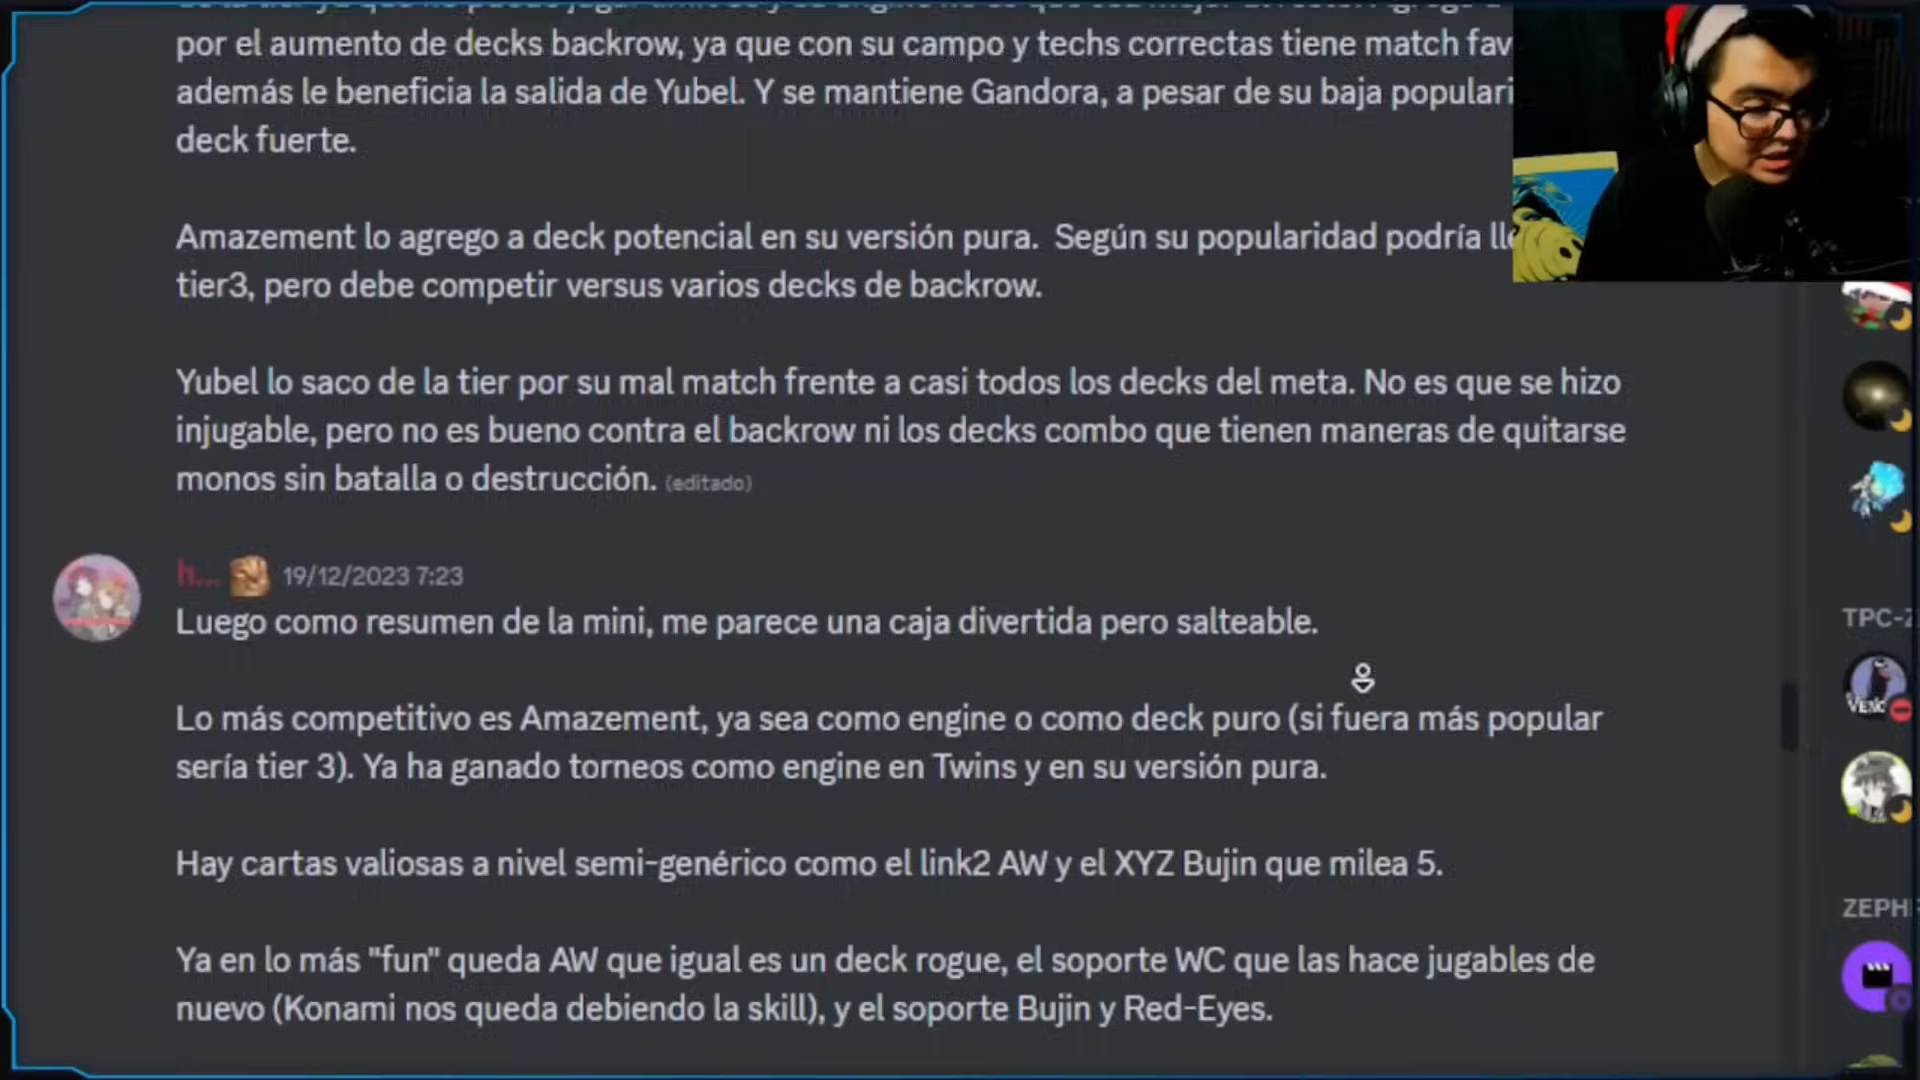 por el aumento de decks backrow, ya que con su campo y techs correctas tiene match fav
además le beneficia la salida de Yubel. Y se mantiene Gandora, a pesar de su baja populari
deck fuerte.
Amazement lo agrego a deck potencial en su versión pura. Según su popularidad podría ll
tier3, pero debe competir versus varios decks de backrow.
Yubel lo saco de la tier por su mal match frente a casi todos los decks del meta. No es que se hizo
injugable, pero no es bueno contra el backrow ni los decks combo que tienen maneras de quitarse
monos sin batalla o destrucción. (editado)
h... 19/12/2023 7:23
Luego como resumen de la mini, me parece una caja divertida pero salteable.
Lo más competitivo es Amazement, ya sea como engine o como deck puro (si fuera más popular
sería tier 3). Ya ha ganado torneos como engine en Twins y en su versión pura.
Hay cartas valiosas a nivel semi-genérico como el link2 AW y el XYZ Bujin que milea 5.
Ya en lo más "fun" queda AW que igual es un deck rogue, el soporte WC que las hace jugables de
nuevo (Konami nos queda debiendo la skill), y el soporte Bujin y Red-Eyes.
TPC-Z
VENC
ZEPH